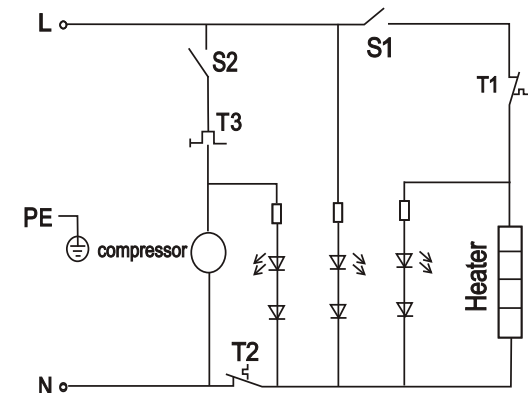 L
S1
S2
T1
T3
PE
compressor
Heater
T2
N